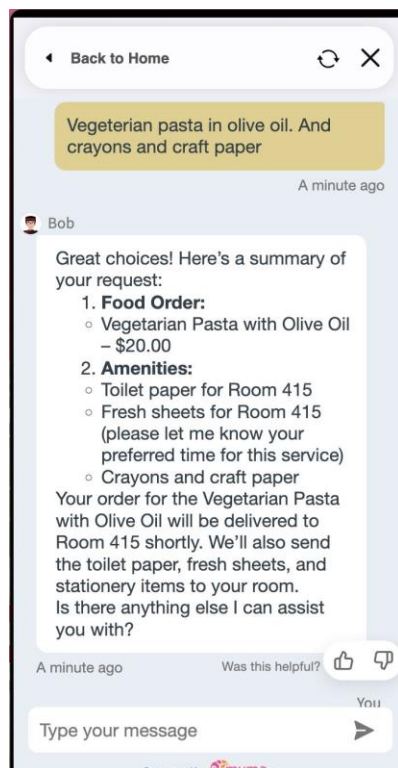 Back to Home
Vegeterian pasta in olive oil. And
crayons and craft paper
A minute ago
Bob
Great choices! Here's a summary of
your request:
1. Food Order:
◦ Vegetarian Pasta with Olive Oil
– $20.00
2. Amenities:
◦ Toilet paper for Room 415
◦ Fresh sheets for Room 415
(please let me know your
preferred time for this service)
◦ Crayons and craft paper
Your order for the Vegetarian Pasta
with Olive Oil will be delivered to
Room 415 shortly. We'll also send
the toilet paper, fresh sheets, and
stationery items to your room.
Is there anything else I can assist
you with?
A minute ago
Was this helpful?
You
Type your message